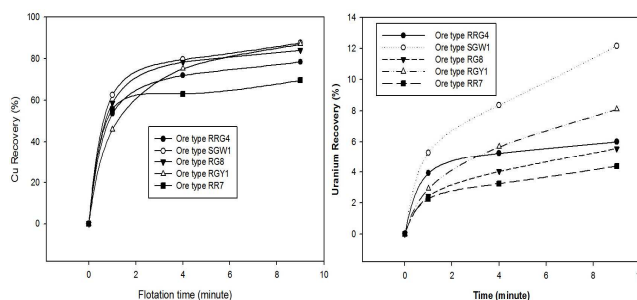 Cu Recovery (%)
100
80
60
40
20
0
Ore type RRG4
Ore type SGW1
Ore type RG8
Ore type RGY1
Ore type RR7
0 2 4 6 8 10
Flotation time (minute)
Uranium Recovery (%)
14
12
10
8
6
4
2
0
Ore type RRG4
Ore type SGW1
Ore type RG8
Ore type RGY1
Ore type RR7
0 2 4 6 8
Time (minute)